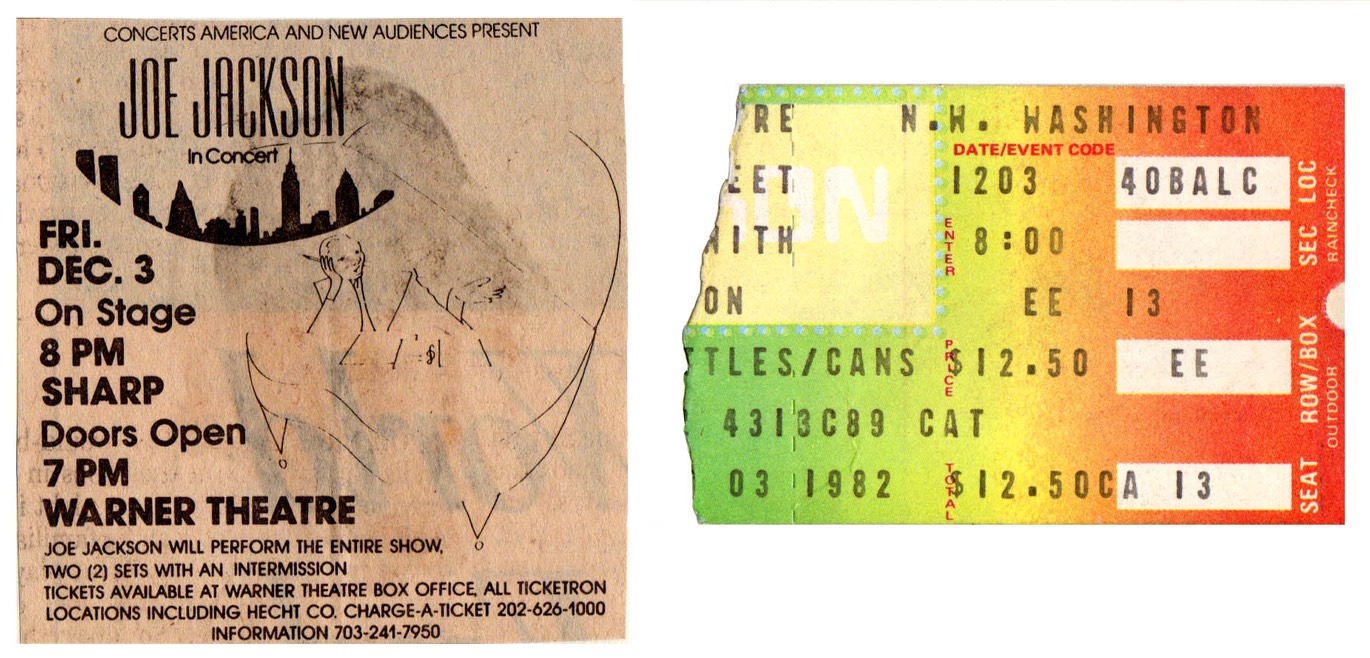 CONCERTS AMERICA AND NEW AUDIENCES PRESENT
JOE JACKSON
In Concert
FRI.
DEC. 3
On Stage
8 PM
SHARP
Doors Open
7 PM
WARNER THEATRE
JOE JACKSON WILL PERFORM THE ENTIRE SHOW,
TWO (2) SETS WITH AN INTERMISSION
TICKETS AVAILABLE AT WARNER THEATRE BOX OFFICE, ALL TICKETRON
LOCATIONS INCLUDING HECHT CO. CHARGE-A-TICKET 202-626-1000
INFORMATION 703-241-7950
RE N.W. WASHINGTON
DATE/EVENT CODE
EET 1203 40BALC
ON
ENTER
NITH 8:00
ON EE 13
PRICE
TLES/CANS $12.50 EE
4313C89 CAT
TOTAL
03 1982 $12.50CA 13
SEAT ROW/BOX SEC LOC
OUTDOOR RAINCHECK